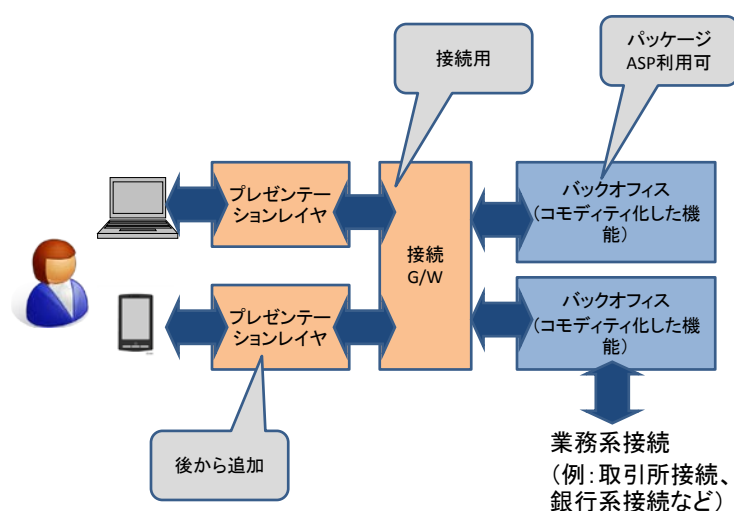 接続用
パッケージ
ASP利用可
プレゼンテー
ションレイヤ
接続
G/W
バックオフィス
(コモディティ化した機
能)
プレゼンテー
ションレイヤ
バックオフィス
(コモディティ化した機
能)
後から追加
業務系接続
(例:取引所接続、
銀行系接続など)